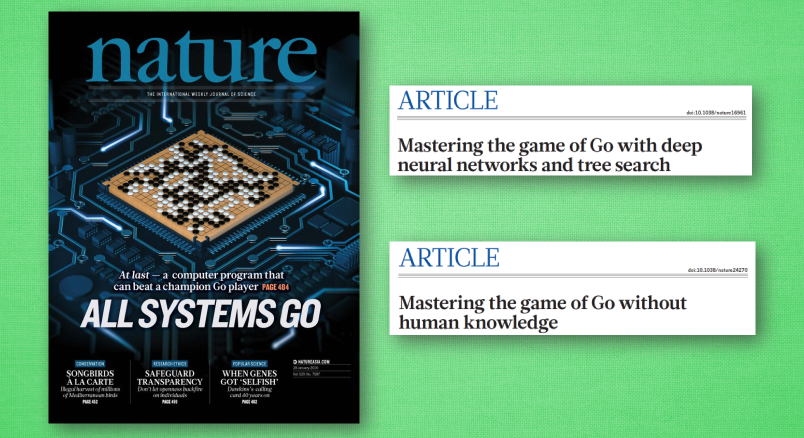 nature
THE INTERNATIONAL WEEKLY JOURNAL OF SCIENCE
At last — a computer program that
can beat a champion Go player PAGE 484
ALL SYSTEMS GO
CONSERVATION
SONGBIRDS
À LA CARTE
Illegal harvest of millions
of Mediterranean birds
PAGE 452
RESEARCH ETHICS
SAFEGUARD
TRANSPARENCY
Don't let openness backfire
on individuals
PAGE 459
POPULAR SCIENCE
WHEN GENES
GOT 'SELFISH'
Dawkins's calling
card 40 years on
PAGE 462
NATUREASIA.COM
28 January 2016
Vol. 529 No. 7587
ARTICLE
doi:10.1038/nature16961
Mastering the game of Go with deep
neural networks and tree search
ARTICLE
doi:10.1038/nature24270
Mastering the game of Go without
human knowledge